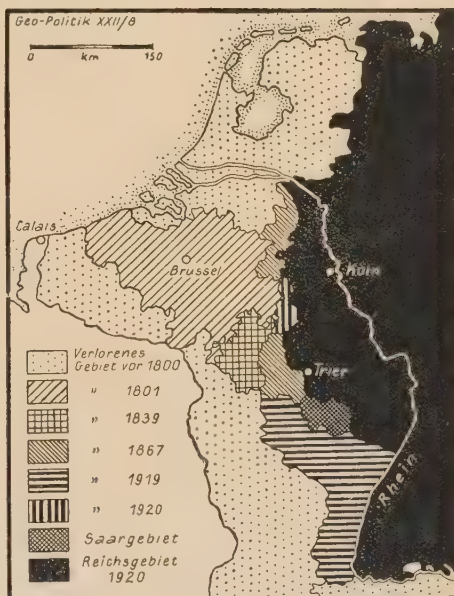 Geo-Politik XXII/8
0 km 150
Calais
Brüssel
Köln
Trier
Rhein
Verlorenes
Gebiet vor 1800
" 1801
" 1839
" 1867
" 1919
" 1920
Saargebiet
Reichsgebiet
1920